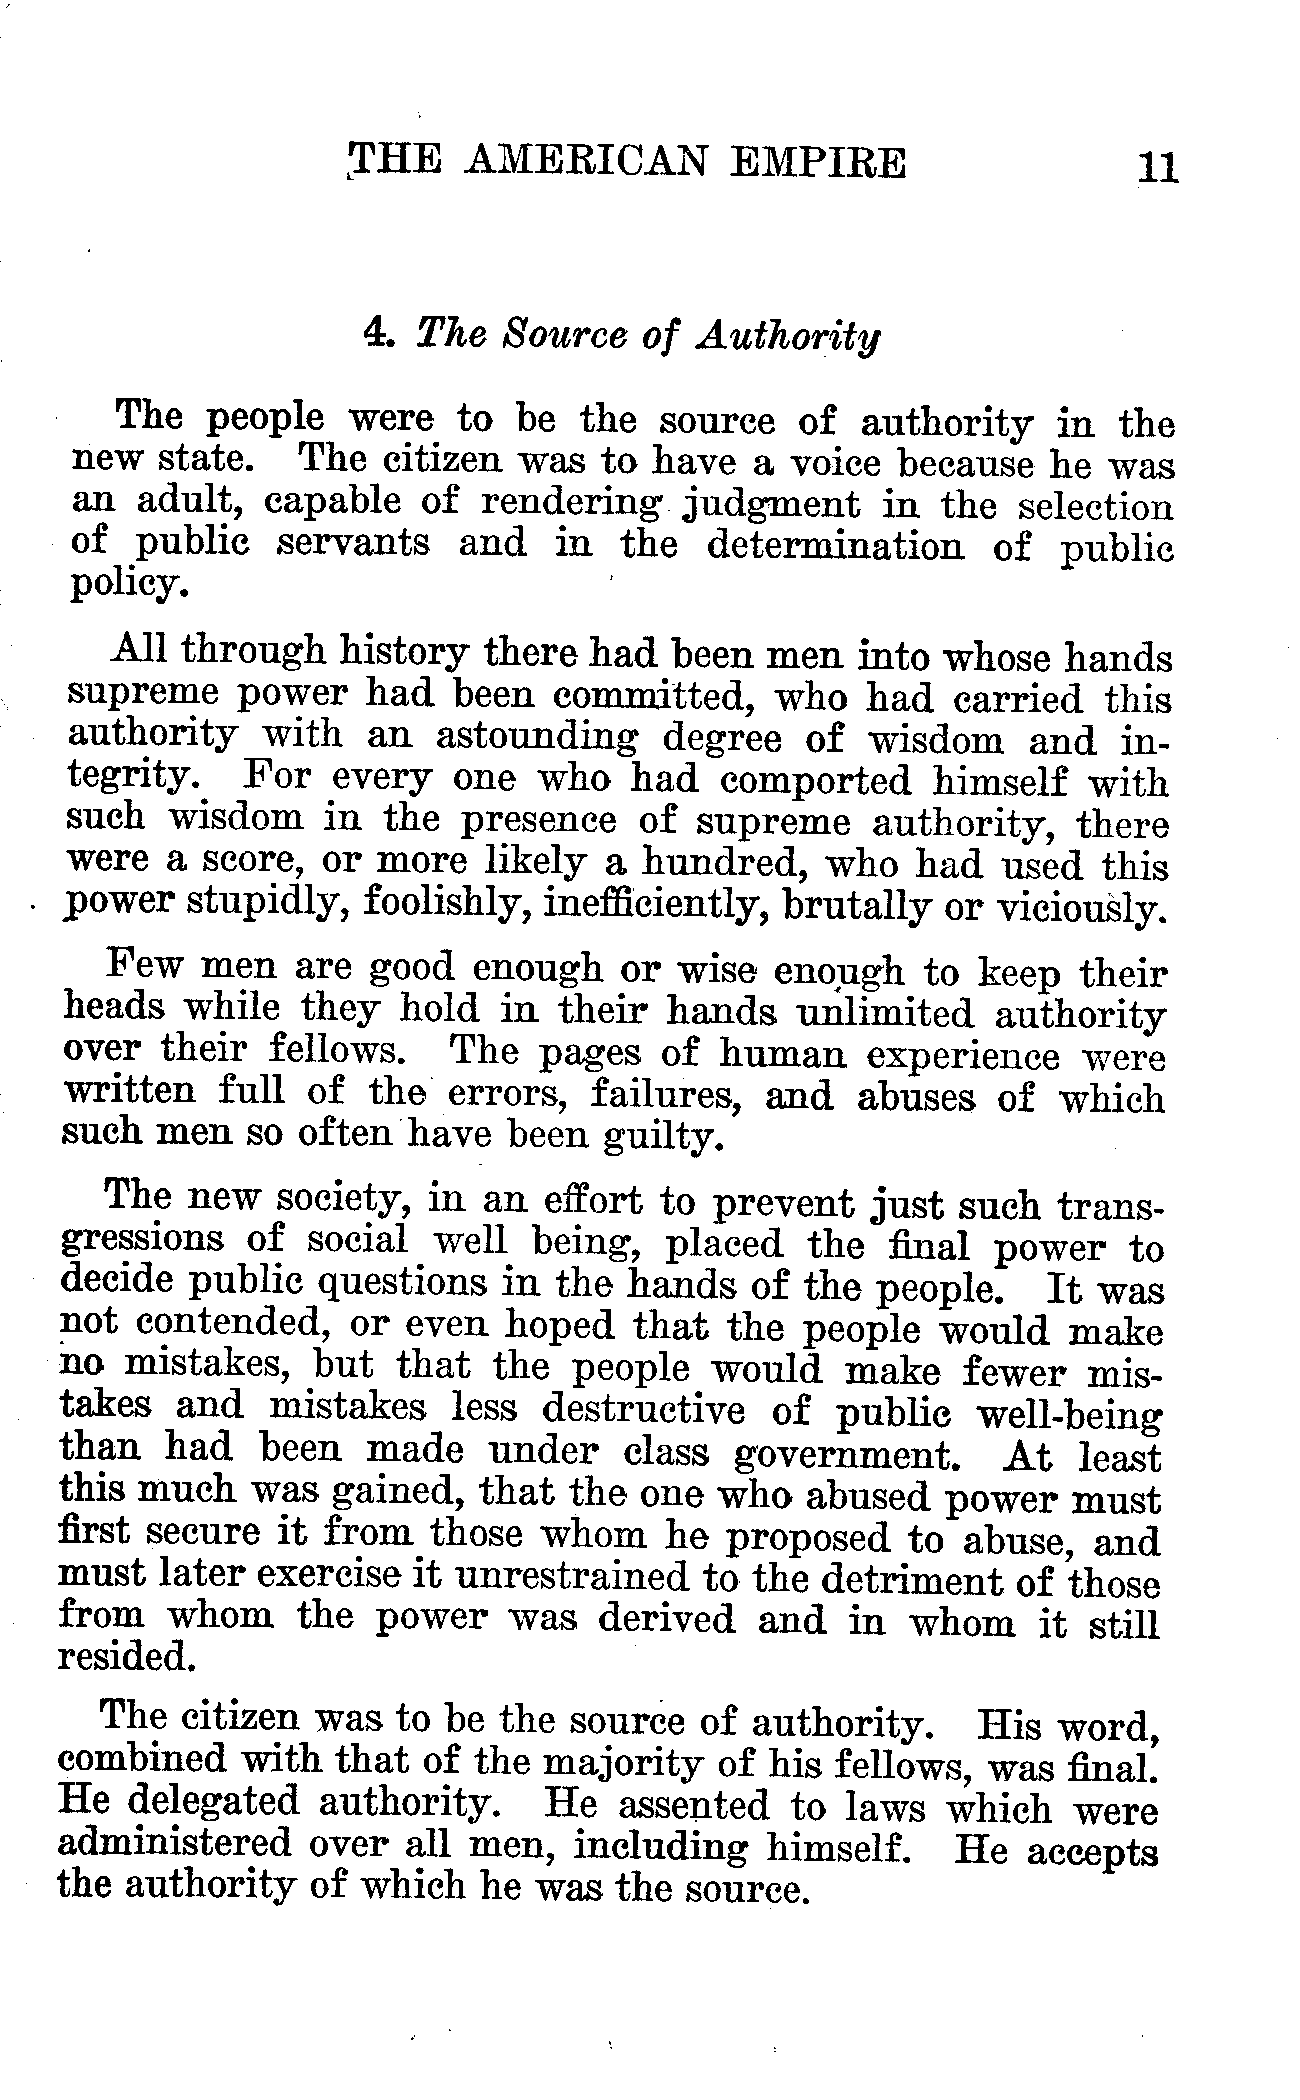 THE AMERICAN EMPIRE 11
4. The Source of Authority
The people were to be the source of authority in the
new state. The citizen was to have a voice because he was
an adult, capable of rendering judgment in the selection
of public servants and in the determination of public
policy.
All through history there had been men into whose hands
supreme power had been committed, who had carried this
authority with an astounding degree of wisdom and in-
tegrity. For every one who had comported himself with
such wisdom in the presence of supreme authority, there
were a score, or more likely a hundred, who had used this
power stupidly, foolishly, inefficiently, brutally or viciously.
Few men are good enough or wise enough to keep their
heads while they hold in their hands unlimited authority
over their fellows. The pages of human experience were
written full of the errors, failures, and abuses of which
such men so often have been guilty.
The new society, in an effort to prevent just such trans-
gressions of social well being, placed the final power to
decide public questions in the hands of the people. It was
not contended, or even hoped that the people would make
no mistakes, but that the people would make fewer mis-
takes and mistakes less destructive of public well-being
than had been made under class government. At least
this much was gained, that the one who abused power must
first secure it from those whom he proposed to abuse, and
must later exercise it unrestrained to the detriment of those
from whom the power was derived and in whom it still
resided.
The citizen was to be the source of authority. His word,
combined with that of the majority of his fellows, was final.
He delegated authority. He assented to laws which were
administered over all men, including himself. He accepts
the authority of which he was the source.